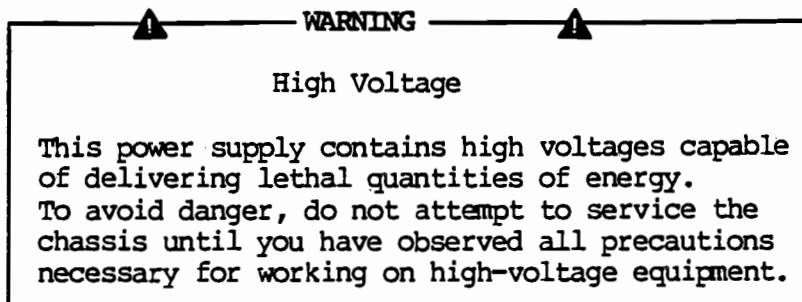 WARNING
High Voltage
This power supply contains high voltages capable
of delivering lethal quantities of energy.
To avoid danger, do not attempt to service the
chassis until you have observed all precautions
necessary for working on high-voltage equipment.